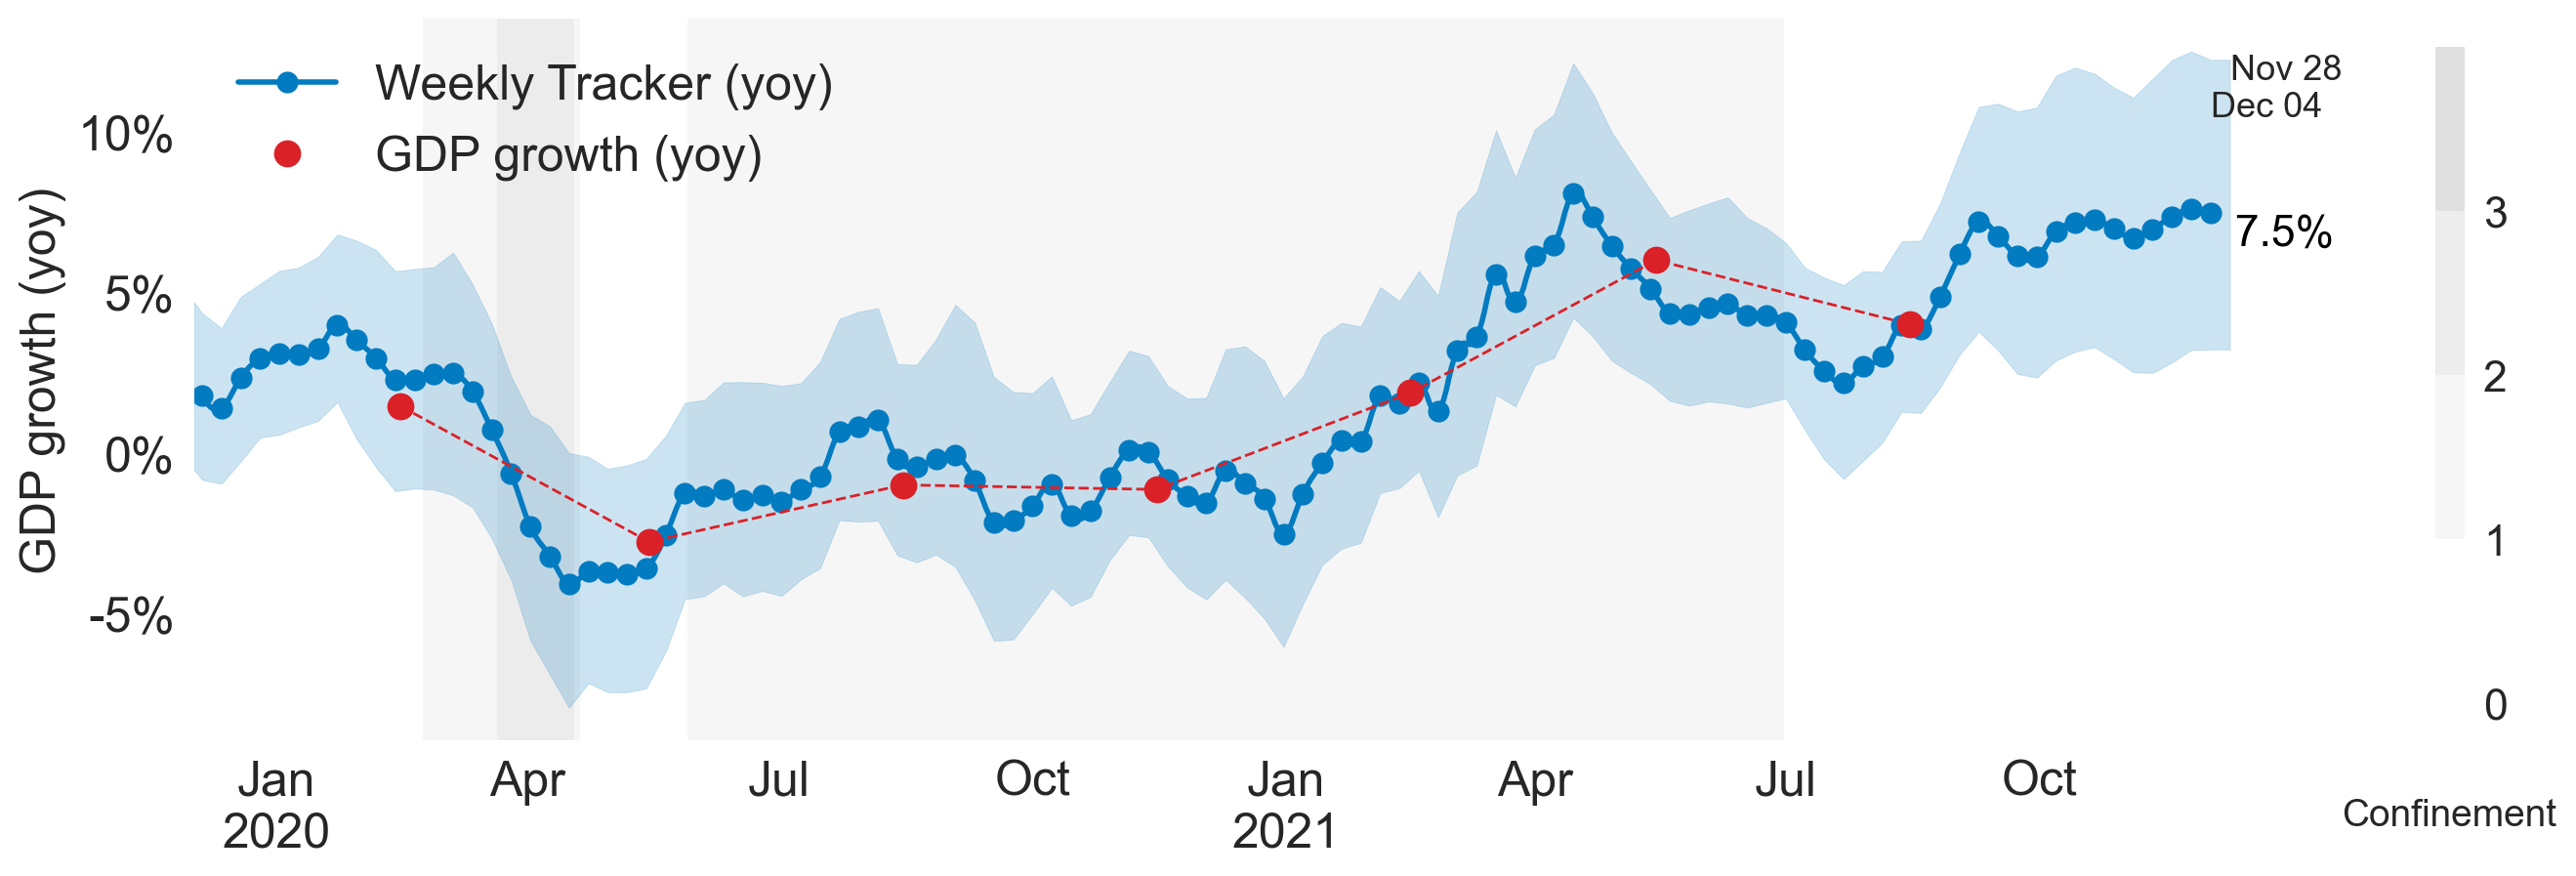 Weekly Tracker (yoy)
GDP growth (yoy)
Nov 28
Dec 04
7.5%
GDP growth (yoy)
10%
5%
0%
-5%
Jan
2020
Apr
Jul
Oct
Jan
2021
Apr
Jul
Oct
3
2
1
0
Confinement